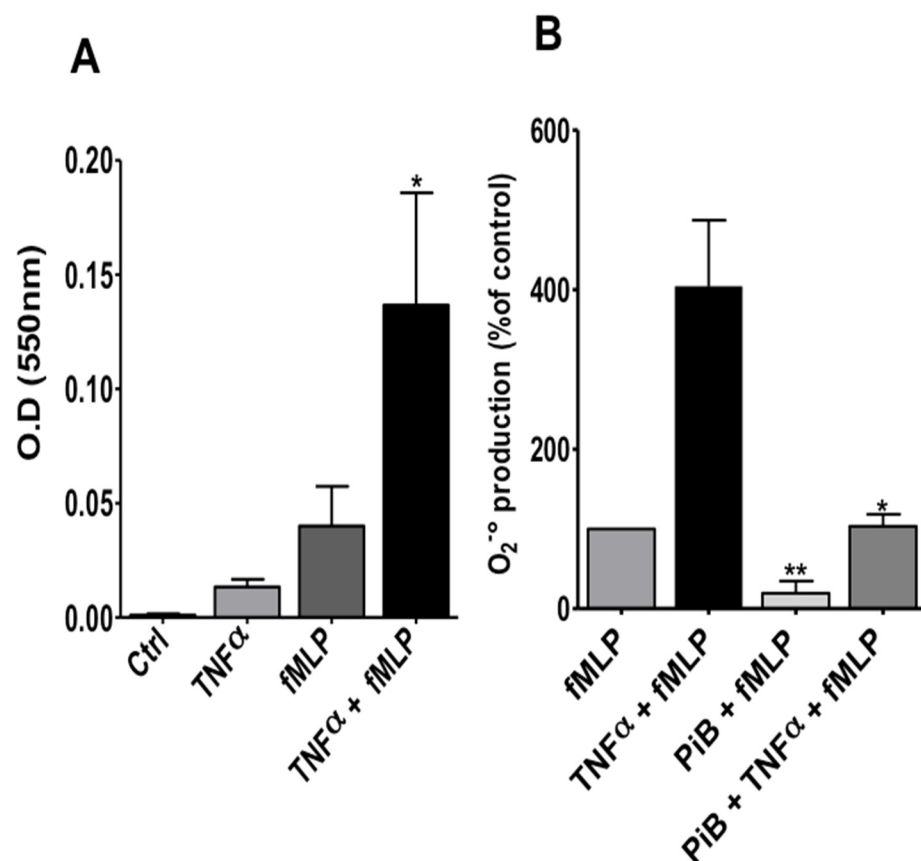 A
O.D (550nm)
0.20
0.15
0.10
0.05
0.00
*
Ctrl
TNFα
fMLP
TNFα + fMLP
B
O₂⁻° production (%of control)
600
400
200
0
**
*
fMLP
TNFα + fMLP
PiB + fMLP
PiB + TNFα + fMLP